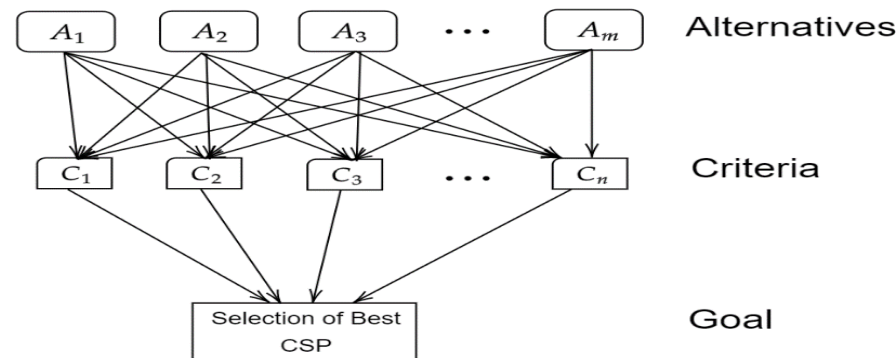 A₁ A₂ A₃ ··· Aₘ Alternatives
C₁ C₂ C₃ ··· Cₙ Criteria
Selection of Best
CSP
Goal